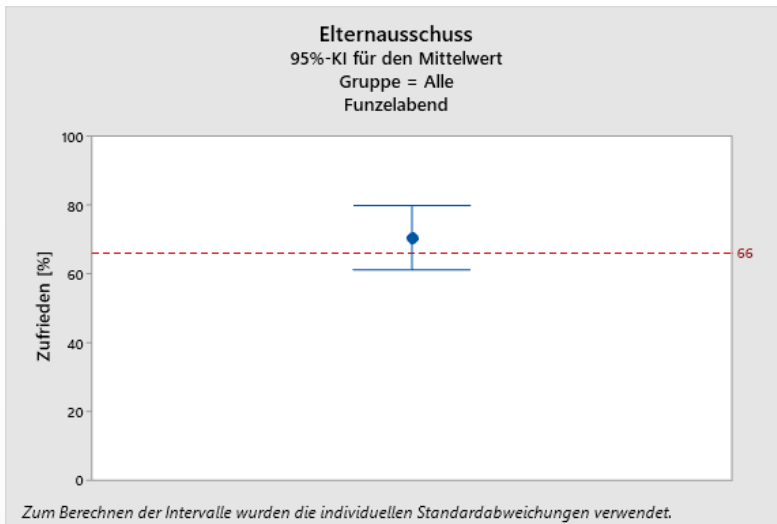 Elternausschuss
95%-KI für den Mittelwert
Gruppe = Alle
Funzelabend
100
80
60
40
20
0
Zufrieden [%]
66
Zum Berechnen der Intervalle wurden die individuellen Standardabweichungen verwendet.